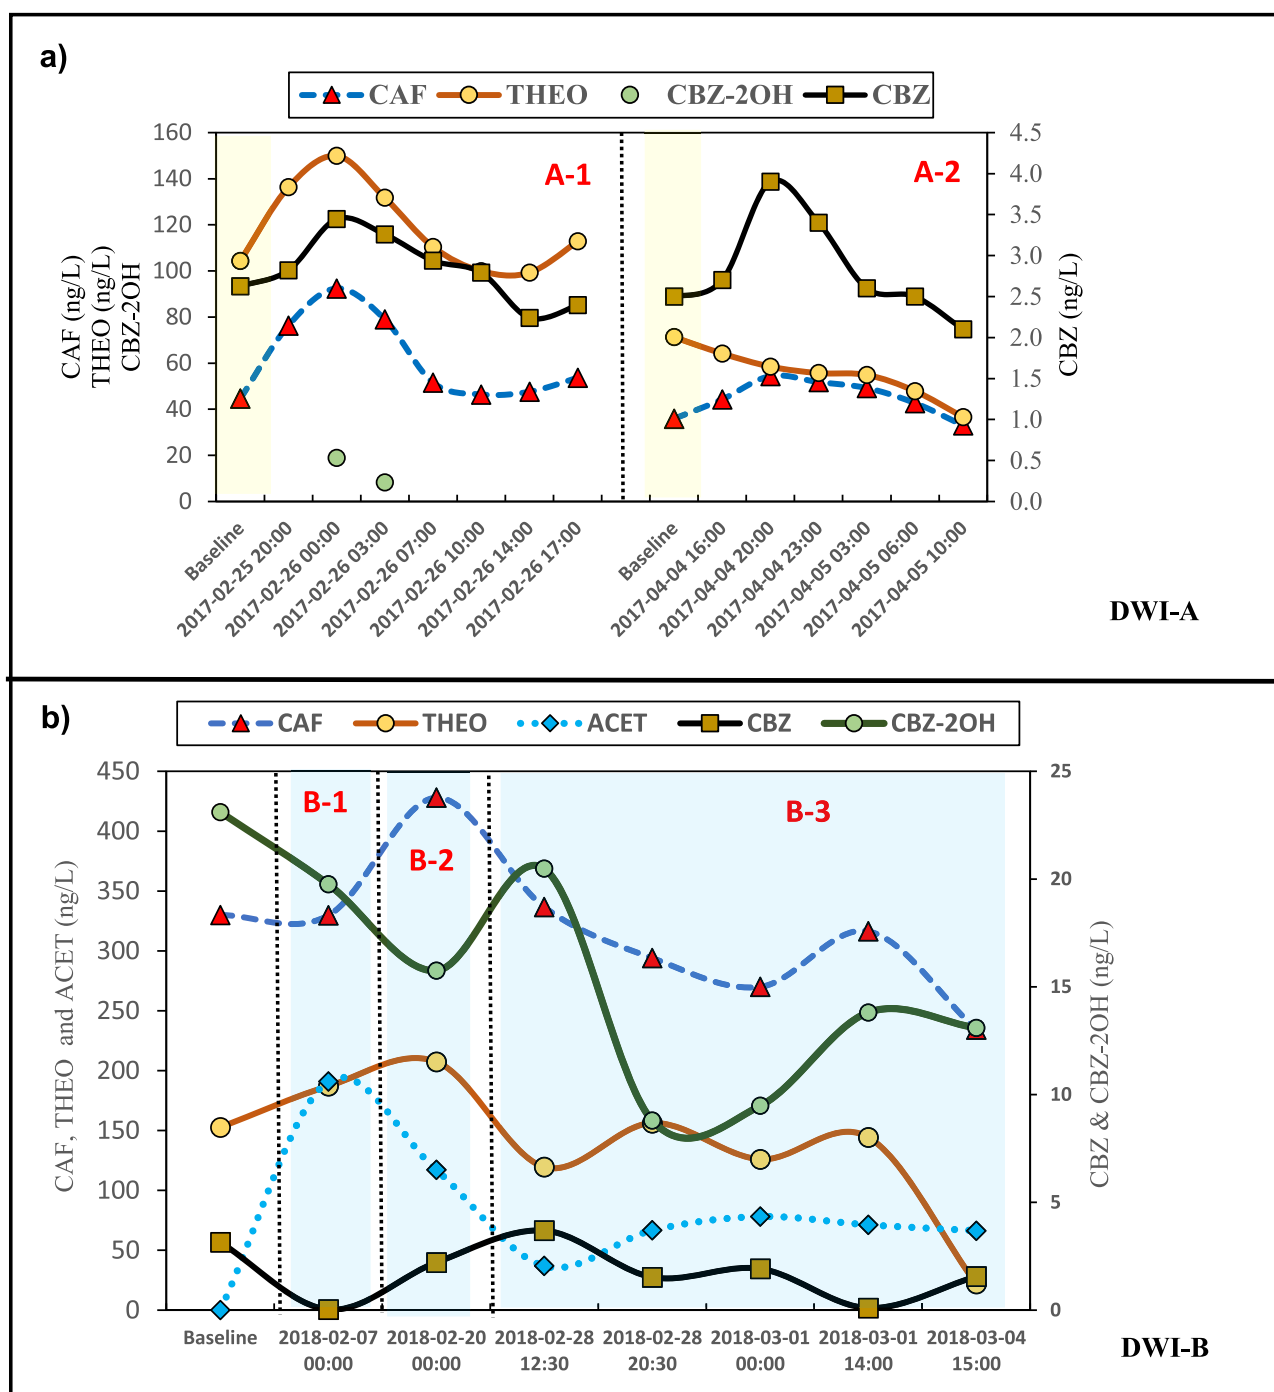 a)
CAF THEO CBZ-2OH CBZ
160
140
120
100
80
60
40
20
0
4.5
4.0
3.5
3.0
2.5
2.0
1.5
1.0
0.5
0.0
CAF (ng/L)
THEO (ng/L)
CBZ-2OH
CBZ (ng/L)
A-1
A-2
Baseline
2017-02-25 20:00
2017-02-26 00:00
2017-02-26 03:00
2017-02-26 07:00
2017-02-26 10:00
2017-02-26 14:00
2017-02-26 17:00
Baseline
2017-04-04 16:00
2017-04-04 20:00
2017-04-04 23:00
2017-04-05 03:00
2017-04-05 06:00
2017-04-05 10:00
DWI-A
b)
CAF THEO ACET CBZ CBZ-2OH
450
400
350
300
250
200
150
100
50
0
25
20
15
10
5
0
CAF, THEO and ACET (ng/L)
CBZ & CBZ-2OH (ng/L)
B-1
B-2
B-3
Baseline 2018-02-07 2018-02-20 2018-02-28 2018-02-28 2018-03-01 2018-03-01 2018-03-04
00:00 00:00 12:30 20:30 00:00 14:00 15:00
DWI-B